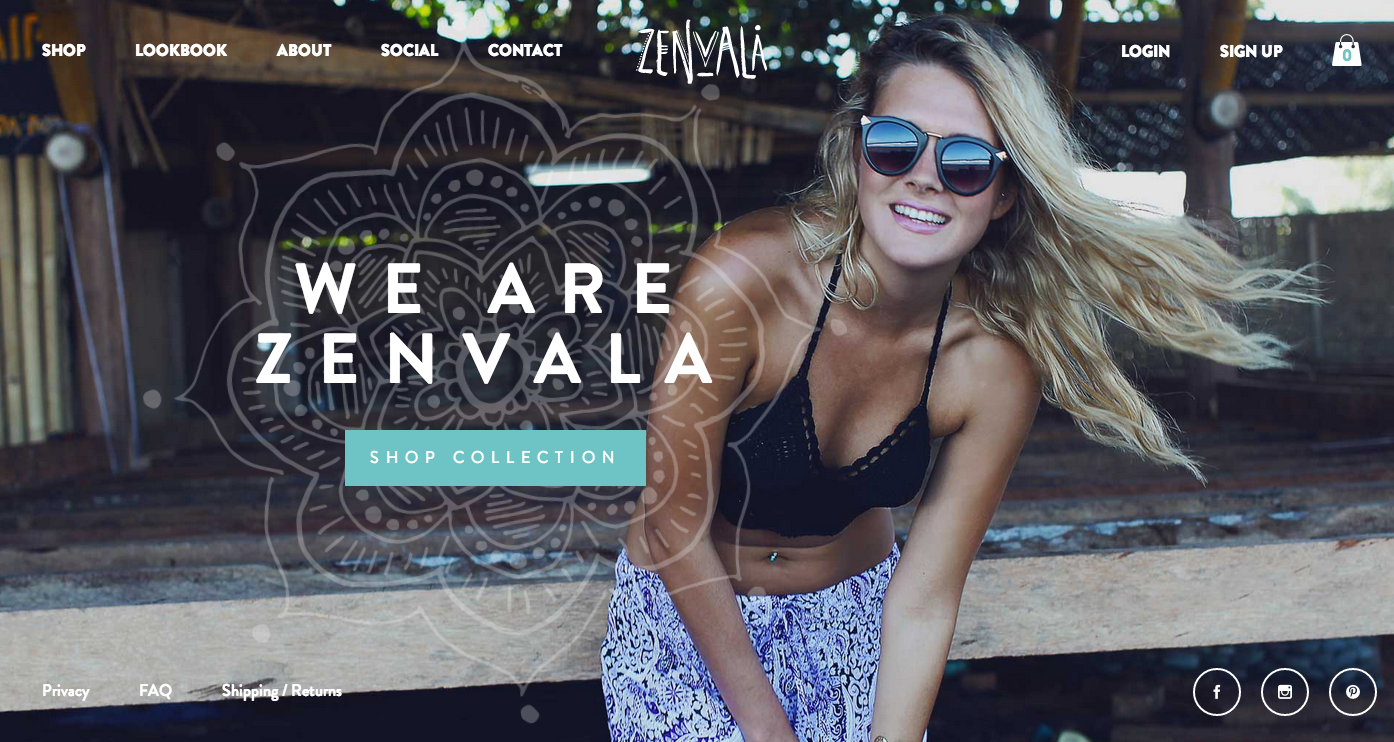 SHOP LOOKBOOK ABOUT SOCIAL CONTACT ZENVALA LOGIN SIGN UP 0
WE ARE
ZENVALA
SHOP COLLECTION
Privacy FAQ Shipping / Returns